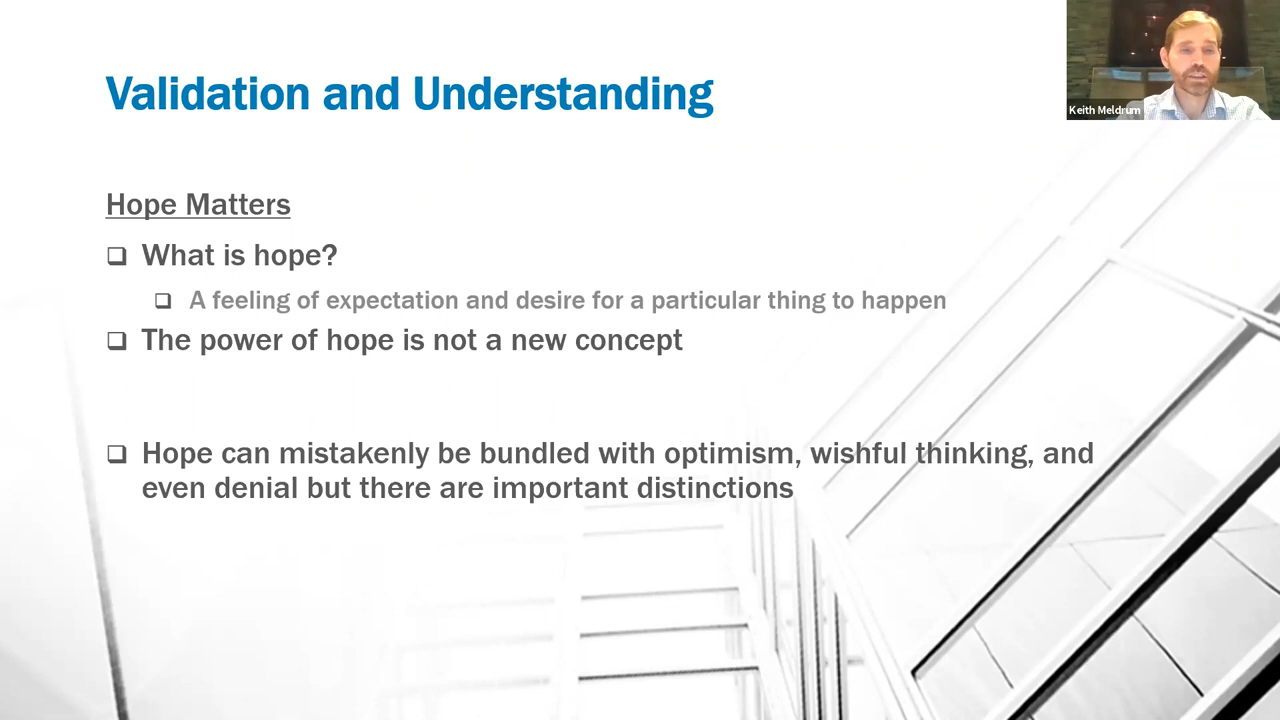 Validation and Understanding
Keith Meldrum
Hope Matters
❑ What is hope?
❑ A feeling of expectation and desire for a particular thing to happen
❑ The power of hope is not a new concept
❑ Hope can mistakenly be bundled with optimism, wishful thinking, and
even denial but there are important distinctions